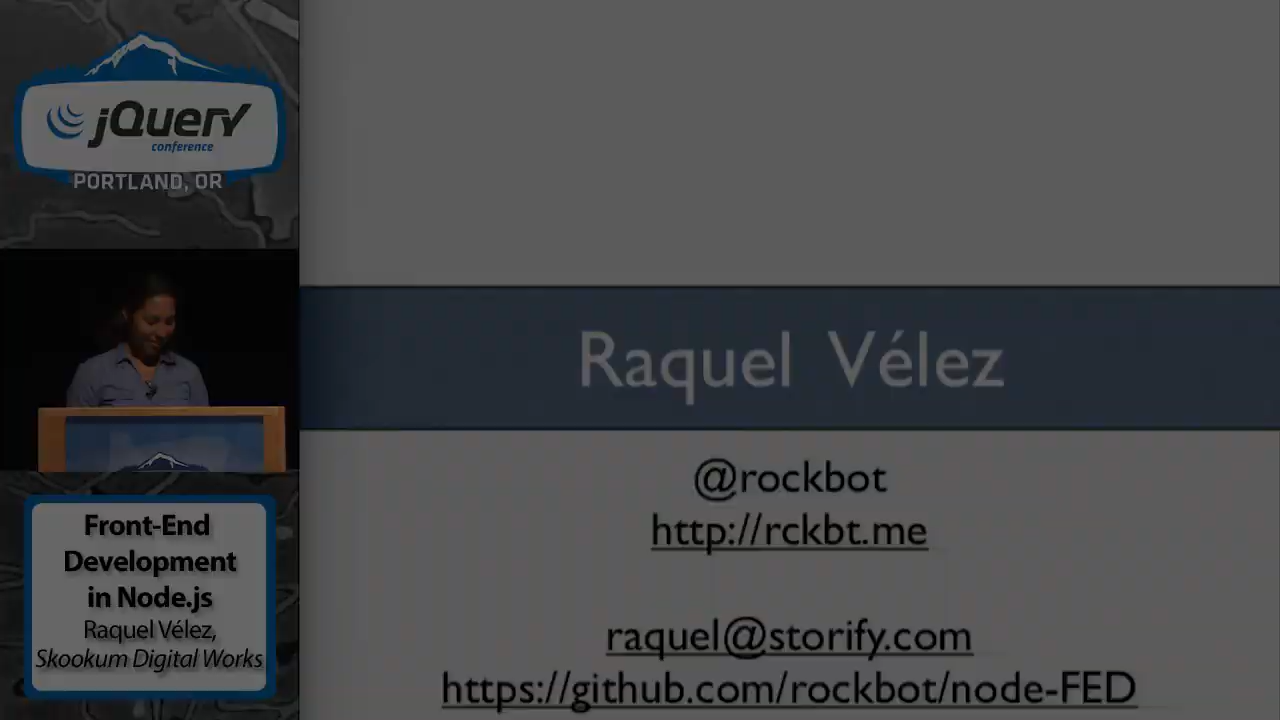 jQuery
conference
PORTLAND, OR
Front-End
Development
in Node.js
Raquel Vélez,
Skookum Digital Works
Raquel Vélez
@rockbot
http://rckbt.me
raquel@storify.com
https://github.com/rockbot/node-FED